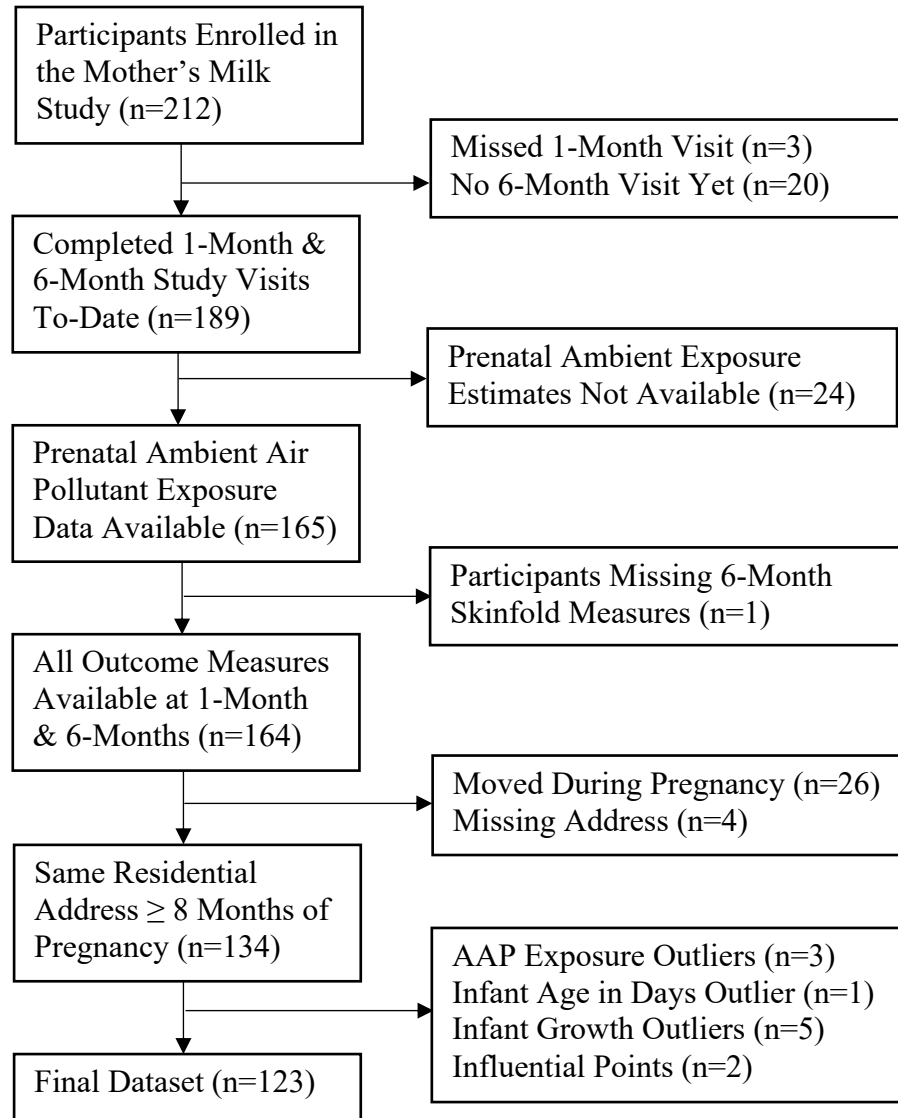 Participants Enrolled in
the Mother’s Milk
Study (n=212)
Missed 1-Month Visit (n=3)
No 6-Month Visit Yet (n=20)
Completed 1-Month &
6-Month Study Visits
To-Date (n=189)
Prenatal Ambient Exposure
Estimates Not Available (n=24)
Prenatal Ambient Air
Pollutant Exposure
Data Available (n=165)
Participants Missing 6-Month
Skinfold Measures (n=1)
All Outcome Measures
Available at 1-Month
& 6-Months (n=164)
Moved During Pregnancy (n=26)
Missing Address (n=4)
Same Residential
Address ≥ 8 Months of
Pregnancy (n=134)
AAP Exposure Outliers (n=3)
Infant Age in Days Outlier (n=1)
Infant Growth Outliers (n=5)
Influential Points (n=2)
Final Dataset (n=123)